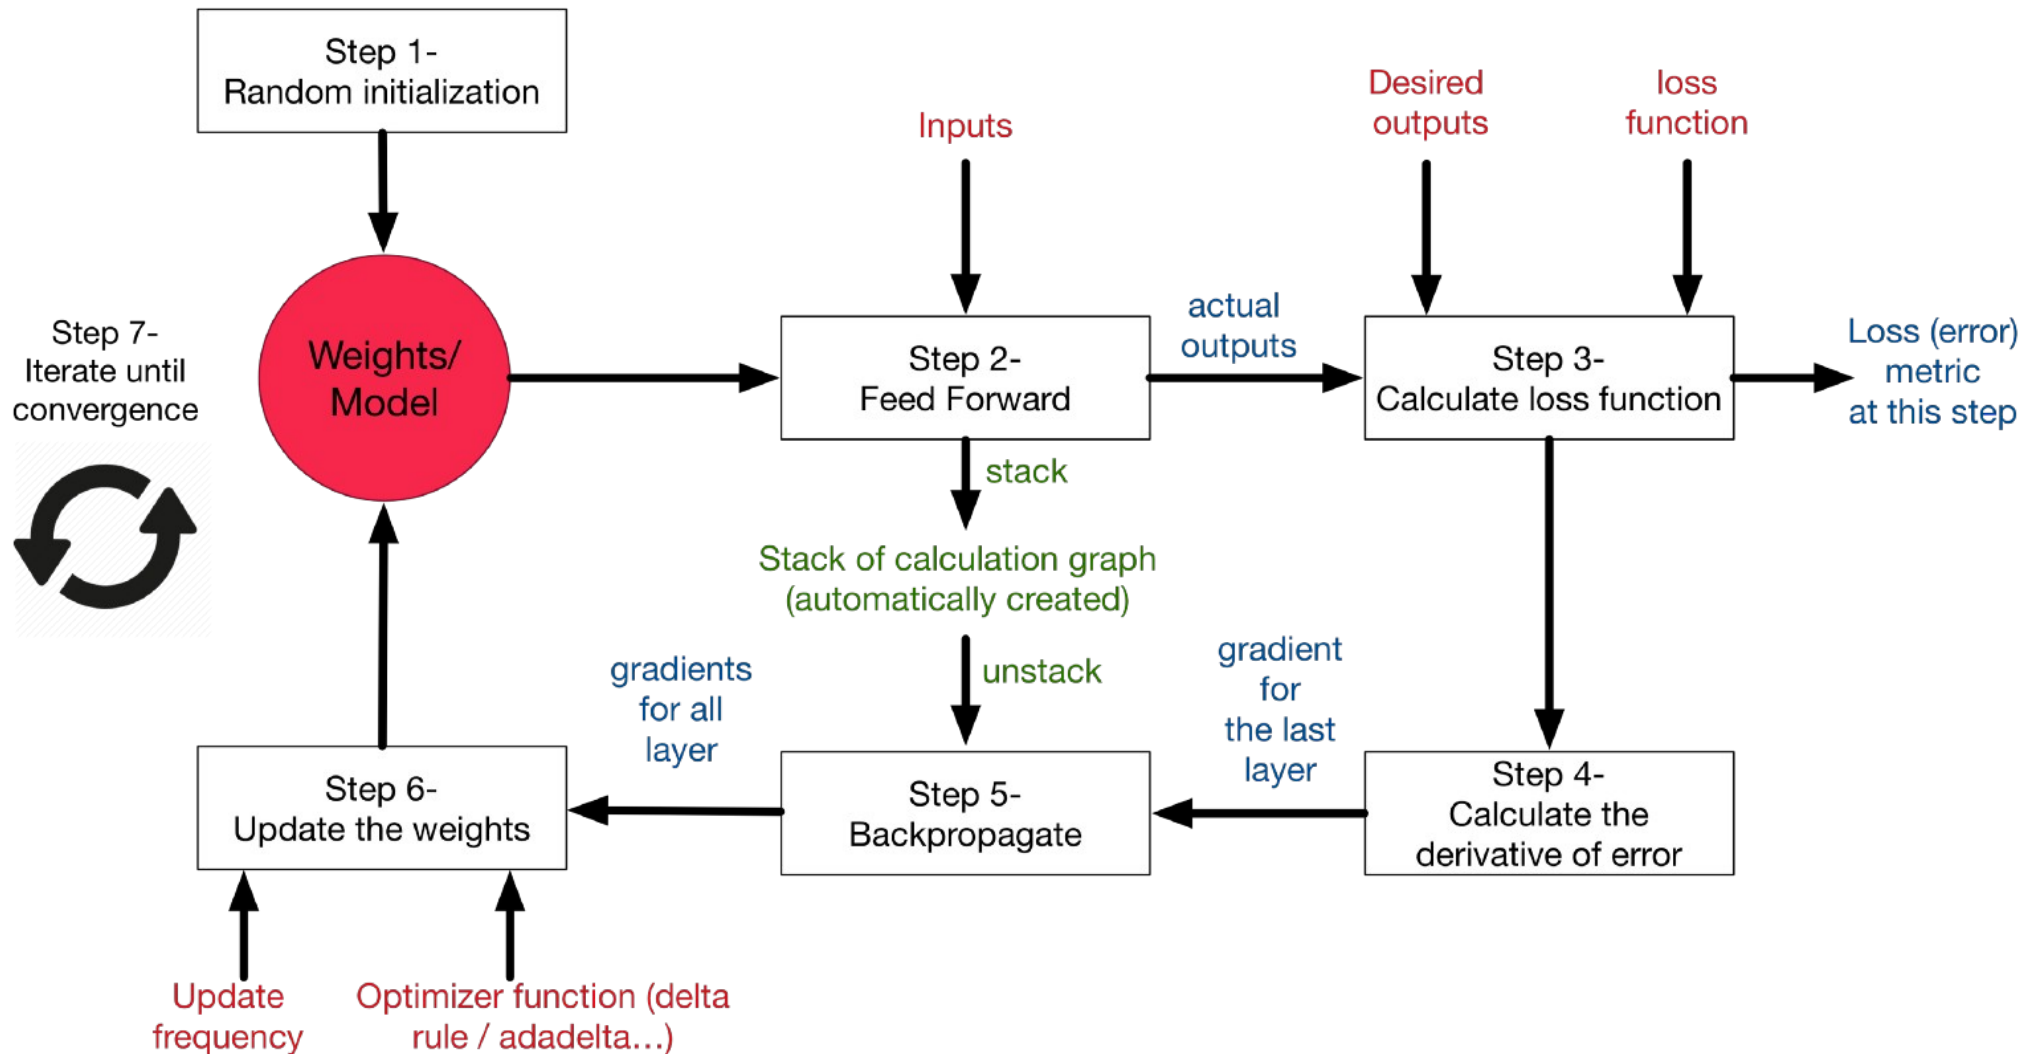 Step 1-
Random initialization
Inputs
Desired
outputs
loss
function
Step 7-
Iterate until
convergence
Weights/
Model
Step 2-
Feed Forward
actual
outputs
Step 3-
Calculate loss function
Loss (error)
metric
at this step
stack
Stack of calculation graph
(automatically created)
unstack
gradients
for all
layer
gradient
for
the last
layer
Step 6-
Update the weights
Step 5-
Backpropagate
Step 4-
Calculate the
derivative of error
Update
frequency
Optimizer function (delta
rule / adadelta...)